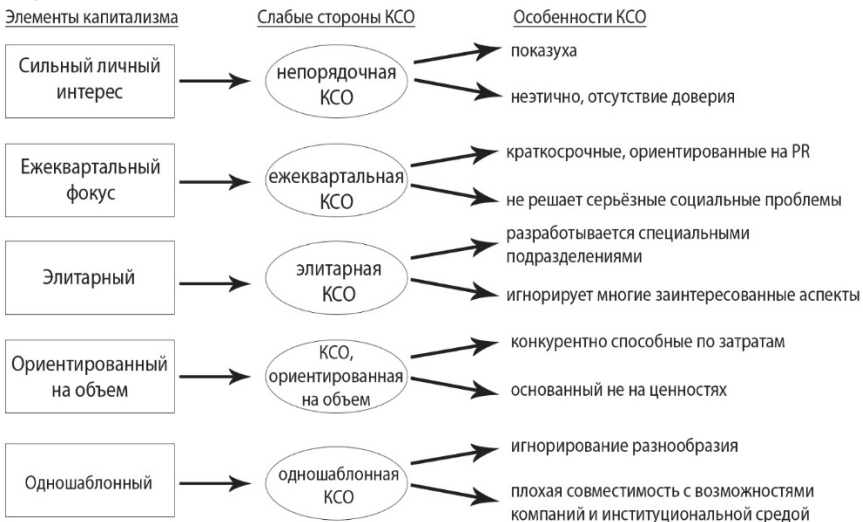 Элементы капитализма
Слабые стороны КСО
Особенности КСО
Сильный личный
интерес
непорядочная
КСО
показуха
неэтично, отсутствие доверия
Ежеквартальный
фокус
ежеквартальная
КСО
краткосрочные, ориентированные на PR
не решает серьёзные социальные проблемы
Элитарный
элитарная
КСО
разработывается специальными
подразделениями
игнорирует многие заинтересованные аспекты
Ориентированный
на объем
КСО,
ориентированная
на объем
конкурентно способные по затратам
основанный не на ценностях
Одношаблонный
одношаблонная
КСО
игнорирование разнообразия
плохая совместимость с возможностями
компаний и институциональной средой